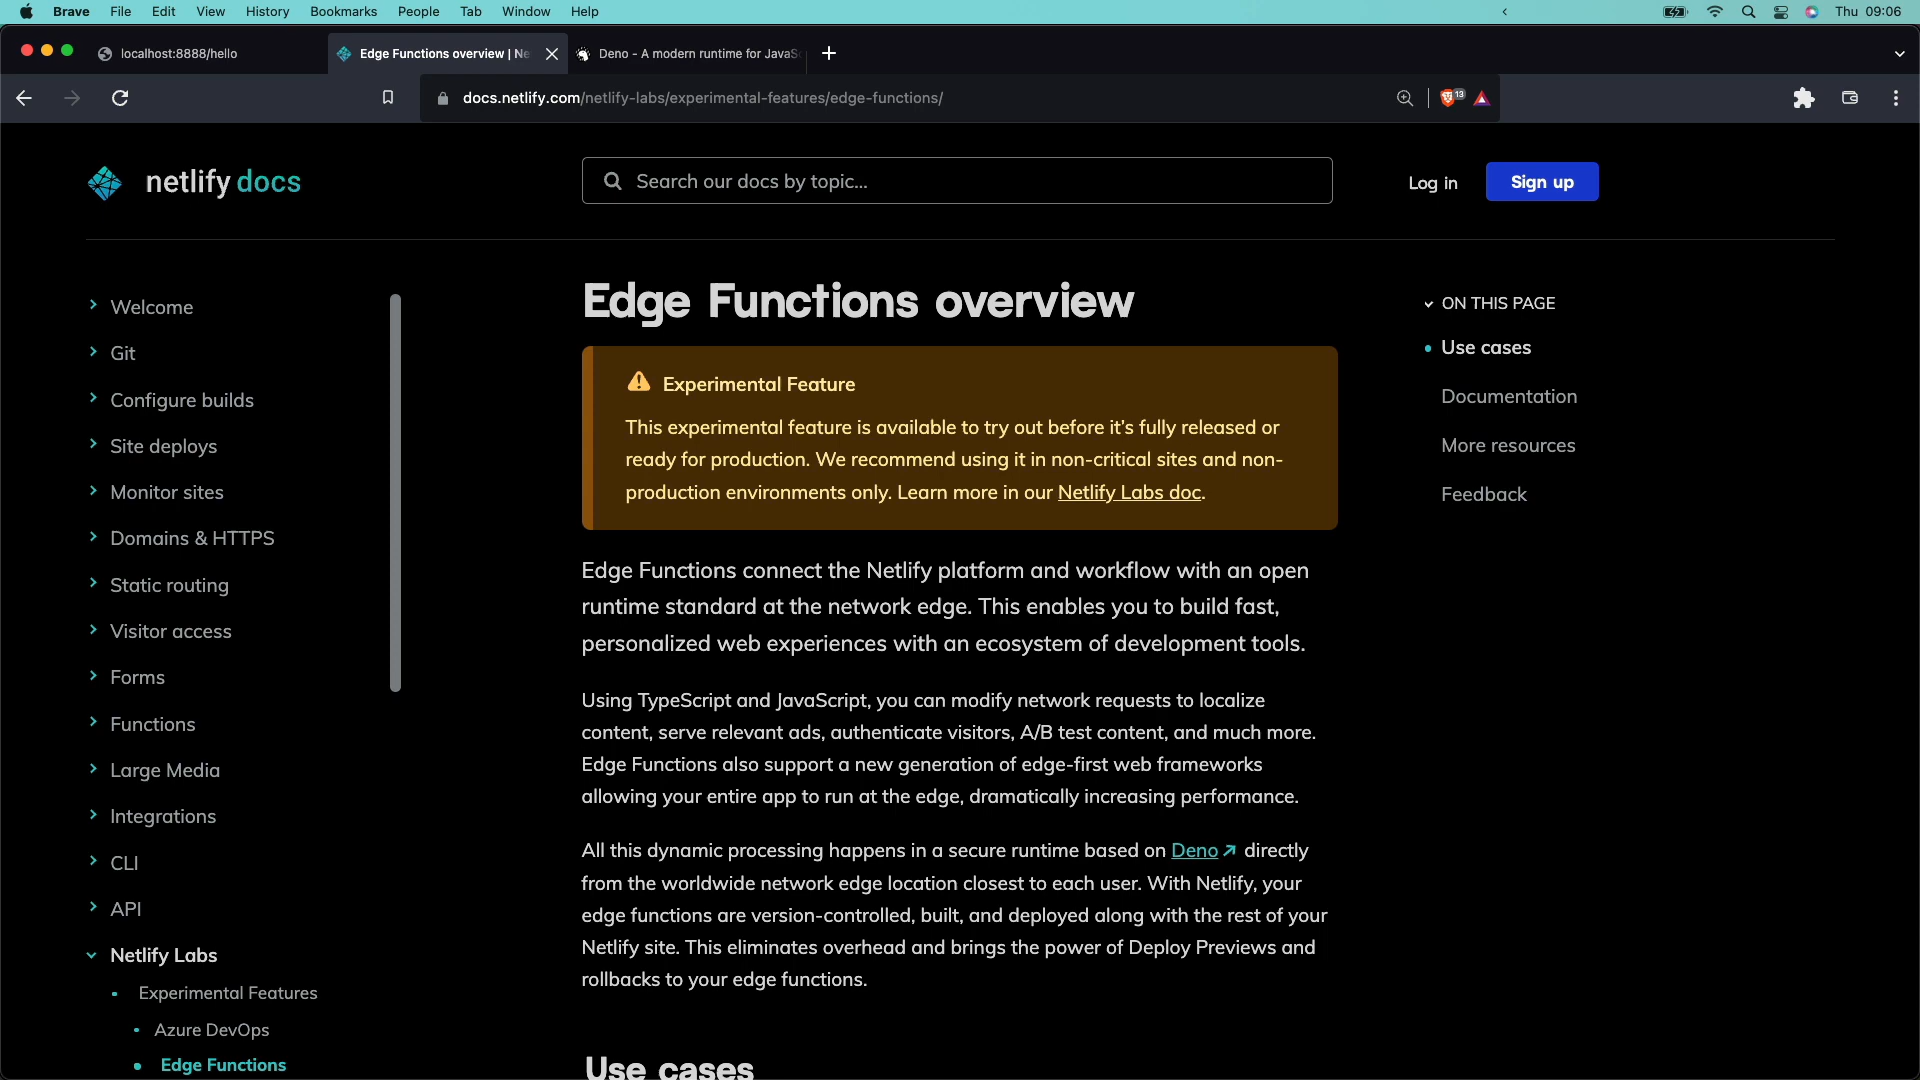 Brave File Edit View History Bookmarks People Tab Window Help Thu 09:06
localhost:8888/hello
Edge Functions overview | Ne
Deno - A modern runtime for JavaSc
docs.netlify.com/netlify-labs/experimental-features/edge-functions/
13
netlify docs
Search our docs by topic...
Log in
Sign up
Welcome
Git
Configure builds
Site deploys
Monitor sites
Domains & HTTPS
Static routing
Visitor access
Forms
Functions
Large Media
Integrations
CLI
API
Netlify Labs
Experimental Features
Azure DevOps
Edge Functions
Edge Functions overview
Experimental Feature
This experimental feature is available to try out before it's fully released or
ready for production. We recommend using it in non-critical sites and non-
production environments only. Learn more in our Netlify Labs doc.
Edge Functions connect the Netlify platform and workflow with an open
runtime standard at the network edge. This enables you to build fast,
personalized web experiences with an ecosystem of development tools.
Using TypeScript and JavaScript, you can modify network requests to localize
content, serve relevant ads, authenticate visitors, A/B test content, and much more.
Edge Functions also support a new generation of edge-first web frameworks
allowing your entire app to run at the edge, dramatically increasing performance.
All this dynamic processing happens in a secure runtime based on Deno directly
from the worldwide network edge location closest to each user. With Netlify, your
edge functions are version-controlled, built, and deployed along with the rest of your
Netlify site. This eliminates overhead and brings the power of Deploy Previews and
rollbacks to your edge functions.
Use cases
ON THIS PAGE
Use cases
Documentation
More resources
Feedback